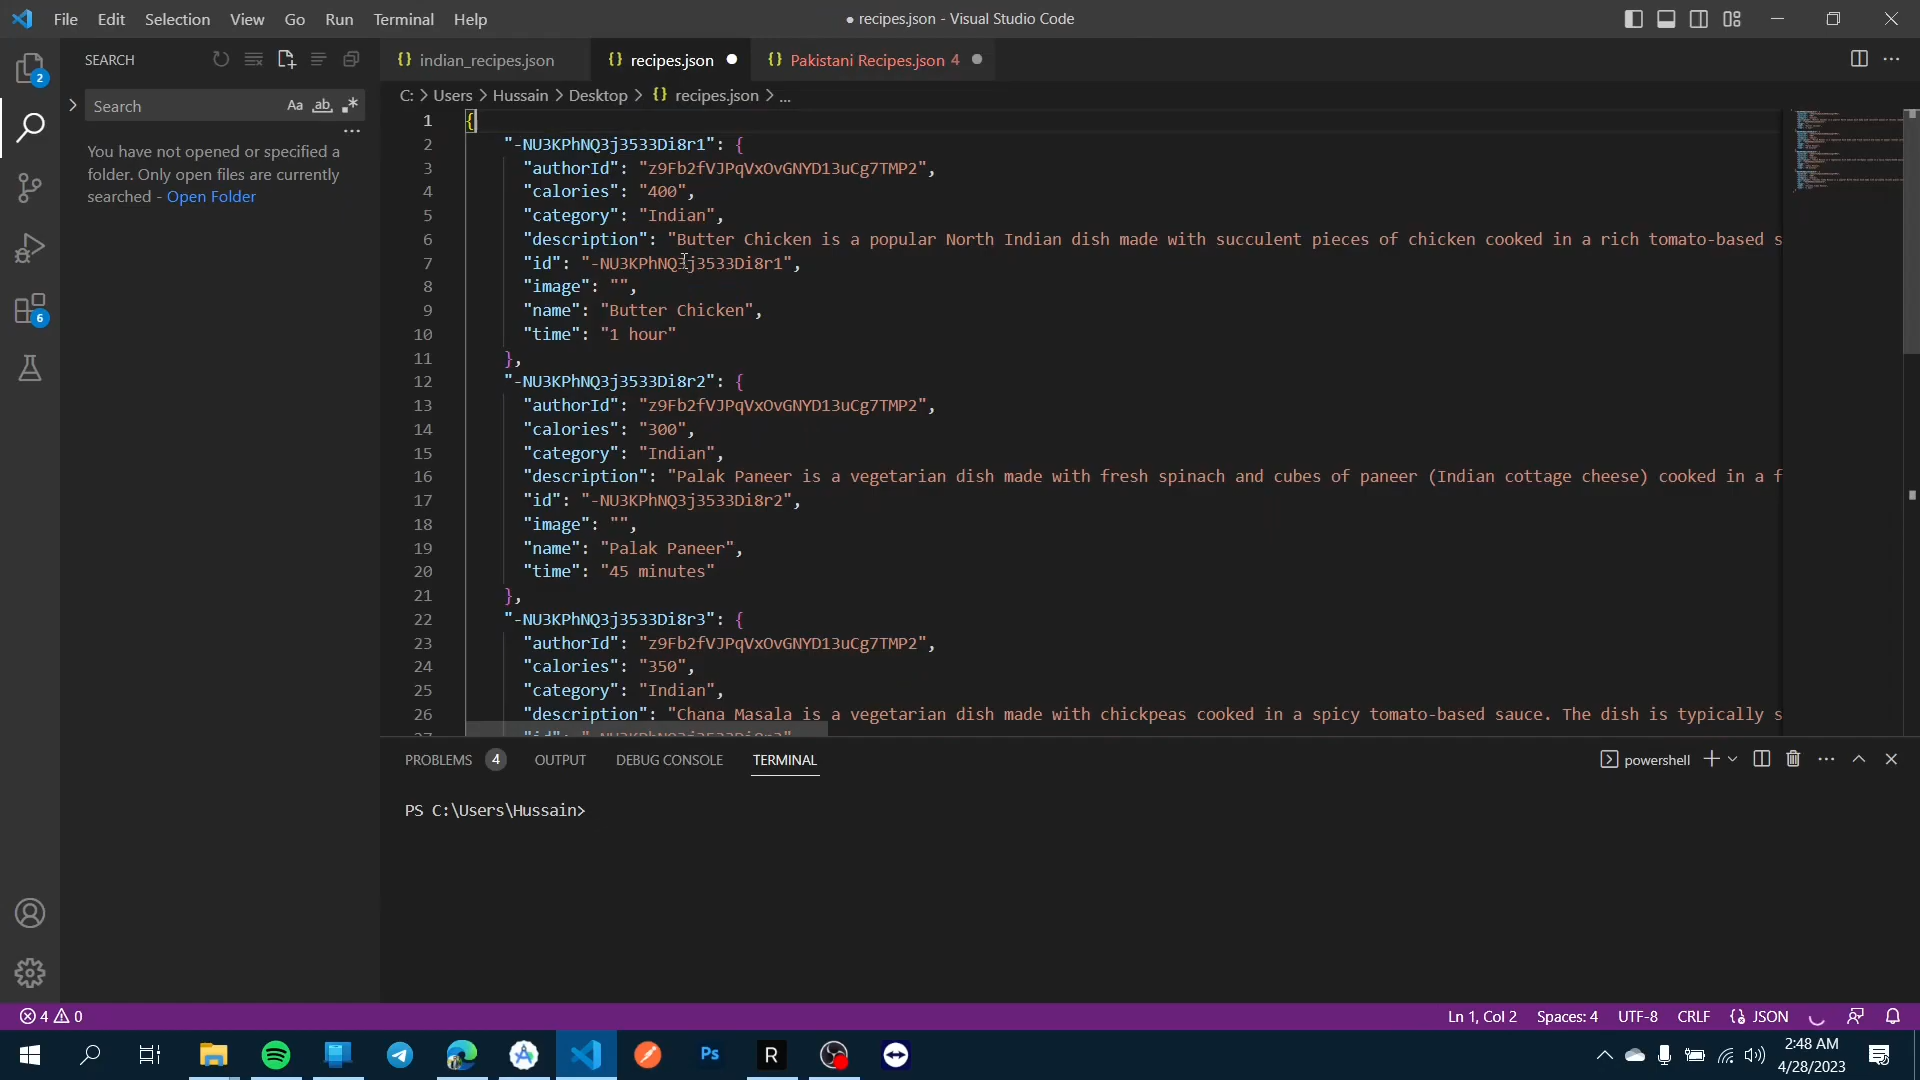 File Edit Selection View Go Run Terminal Help
● recipes.json - Visual Studio Code
2
SEARCH
{} indian_recipes.json
{} recipes.json
{} Pakistani Recipes.json 4
Search
Aa ab
C: > Users > Hussain > Desktop > {} recipes.json > ...
You have not opened or specified a
folder. Only open files are currently
searched - Open Folder
6
1 {
2 "-NU3KPhNQ3j3533Di8r1": {
3 "authorId": "z9Fb2fVJPqVxOvGNYD13uCg7TMP2",
4 "calories": "400",
5 "category": "Indian",
6 "description": "Butter Chicken is a popular North Indian dish made with succulent pieces of chicken cooked in a rich tomato-based s
7 "id": "-NU3KPhNQ3j3533Di8r1",
8 "image": "",
9 "name": "Butter Chicken",
10 "time": "1 hour"
11 },
12 "-NU3KPhNQ3j3533Di8r2": {
13 "authorId": "z9Fb2fVJPqVxOvGNYD13uCg7TMP2",
14 "calories": "300",
15 "category": "Indian",
16 "description": "Palak Paneer is a vegetarian dish made with fresh spinach and cubes of paneer (Indian cottage cheese) cooked in a f
17 "id": "-NU3KPhNQ3j3533Di8r2",
18 "image": "",
19 "name": "Palak Paneer",
20 "time": "45 minutes"
21 },
22 "-NU3KPhNQ3j3533Di8r3": {
23 "authorId": "z9Fb2fVJPqVxOvGNYD13uCg7TMP2",
24 "calories": "350",
25 "category": "Indian",
26 "description": "Chana Masala is a vegetarian dish made with chickpeas cooked in a spicy tomato-based sauce. The dish is typically s
PROBLEMS 4 OUTPUT DEBUG CONSOLE TERMINAL
powershell
PS C:\Users\Hussain>
4 0
Ln 1, Col 2 Spaces: 4 UTF-8 CRLF {} JSON
Ps
R
2:48 AM
4/28/2023